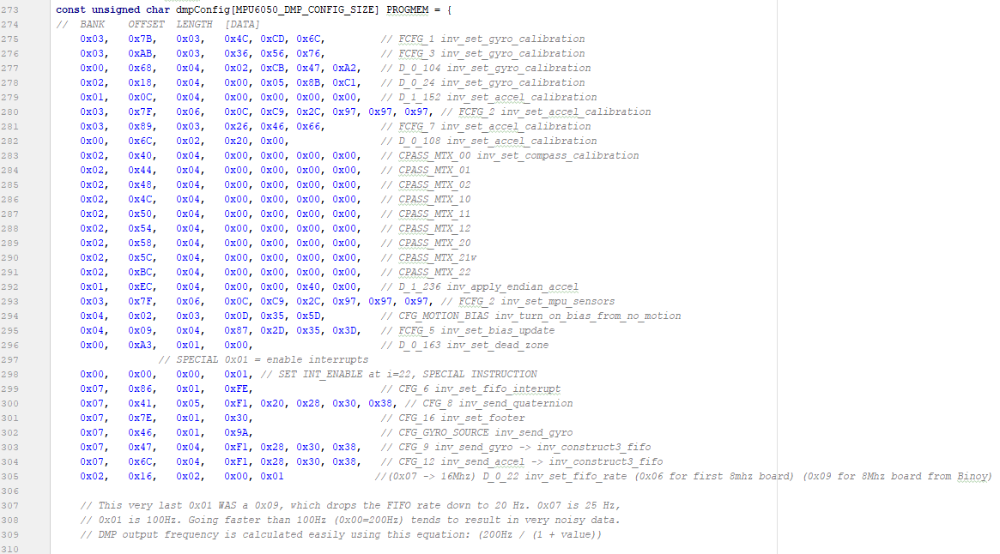 273 const unsigned char dmpConfig[MPU6050_DMP_CONFIG_SIZE] PROGMEM = {
274 // BANK OFFSET LENGTH [DATA]
275 0x03, 0x7B, 0x03, 0x4C, 0xCD, 0x6C, // FCFG_1 inv_set_gyro_calibration
276 0x03, 0xAB, 0x03, 0x36, 0x56, 0x76, // FCFG_3 inv_set_gyro_calibration
277 0x00, 0x68, 0x04, 0x02, 0xCB, 0x47, 0xA2, // D_0_104 inv_set_gyro_calibration
278 0x02, 0x18, 0x04, 0x00, 0x05, 0x8B, 0xC1, // D_0_24 inv_set_gyro_calibration
279 0x01, 0x0C, 0x04, 0x00, 0x00, 0x00, 0x00, // D_1_152 inv_set_accel_calibration
280 0x03, 0x7F, 0x06, 0x0C, 0xC9, 0x2C, 0x97, 0x97, 0x97, // FCFG_2 inv_set_accel_calibration
281 0x03, 0x89, 0x03, 0x26, 0x46, 0x66, // FCFG_7 inv_set_accel_calibration
282 0x00, 0x6C, 0x02, 0x20, 0x00, // D_0_108 inv_set_accel_calibration
283 0x02, 0x40, 0x04, 0x00, 0x00, 0x00, 0x00, // CPASS_MTX_00 inv_set_compass_calibration
284 0x02, 0x44, 0x04, 0x00, 0x00, 0x00, 0x00, // CPASS_MTX_01
285 0x02, 0x48, 0x04, 0x00, 0x00, 0x00, 0x00, // CPASS_MTX_02
286 0x02, 0x4C, 0x04, 0x00, 0x00, 0x00, 0x00, // CPASS_MTX_10
287 0x02, 0x50, 0x04, 0x00, 0x00, 0x00, 0x00, // CPASS_MTX_11
288 0x02, 0x54, 0x04, 0x00, 0x00, 0x00, 0x00, // CPASS_MTX_12
289 0x02, 0x58, 0x04, 0x00, 0x00, 0x00, 0x00, // CPASS_MTX_20
290 0x02, 0x5C, 0x04, 0x00, 0x00, 0x00, 0x00, // CPASS_MTX_21v
291 0x02, 0xBC, 0x04, 0x00, 0x00, 0x00, 0x00, // CPASS_MTX_22
292 0x01, 0xEC, 0x04, 0x00, 0x00, 0x40, 0x00, // D_1_236 inv_apply_endian_accel
293 0x03, 0x7F, 0x06, 0x0C, 0xC9, 0x2C, 0x97, 0x97, 0x97, // FCFG_2 inv_set_mpu_sensors
294 0x04, 0x02, 0x03, 0x0D, 0x35, 0x5D, // CFG_MOTION_BIAS inv_turn_on_bias_from_no_motion
295 0x04, 0x09, 0x04, 0x87, 0x2D, 0x35, 0x3D, // FCFG_5 inv_set_bias_update
296 0x00, 0xA3, 0x01, 0x00, // D_0_163 inv_set_dead_zone
297 // SPECIAL 0x01 = enable interrupts
298 0x00, 0x00, 0x00, 0x01, // SET INT_ENABLE at i=22, SPECIAL INSTRUCTION
299 0x07, 0x86, 0x01, 0xFE, // CFG_6 inv_set_fifo_interupt
300 0x07, 0x41, 0x05, 0xF1, 0x20, 0x28, 0x30, 0x38, // CFG_8 inv_send_quaternion
301 0x07, 0x7E, 0x01, 0x30, // CFG_16 inv_set_footer
302 0x07, 0x46, 0x01, 0x9A, // CFG_GYRO_SOURCE inv_send_gyro
303 0x07, 0x47, 0x04, 0xF1, 0x28, 0x30, 0x38, // CFG_9 inv_send_gyro -> inv_construct3_fifo
304 0x07, 0x6C, 0x04, 0xF1, 0x28, 0x30, 0x38, // CFG_12 inv_send_accel -> inv_construct3_fifo
305 0x02, 0x16, 0x02, 0x00, 0x01 //(0x07 -> 16Mhz) D_0_22 inv_set_fifo_rate (0x06 for first 8mhz board) (0x09 for 8Mhz board from Binoy)
306
307 // This very last 0x01 WAS a 0x09, which drops the FIFO rate down to 20 Hz. 0x07 is 25 Hz,
308 // 0x01 is 100Hz. Going faster than 100Hz (0x00=200Hz) tends to result in very noisy data.
309 // DMP output frequency is calculated easily using this equation: (200Hz / (1 + value))
310